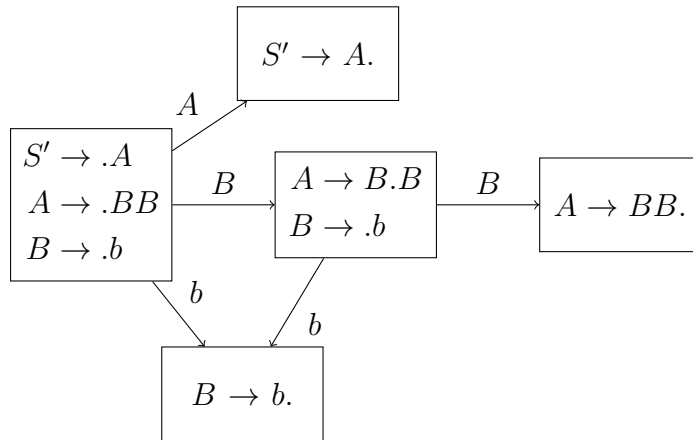 S′ → A.
A
S′ → .A
A → .BB
B → .b
B
A → B.B
B → .b
B
A → BB.
b
b
B → b.